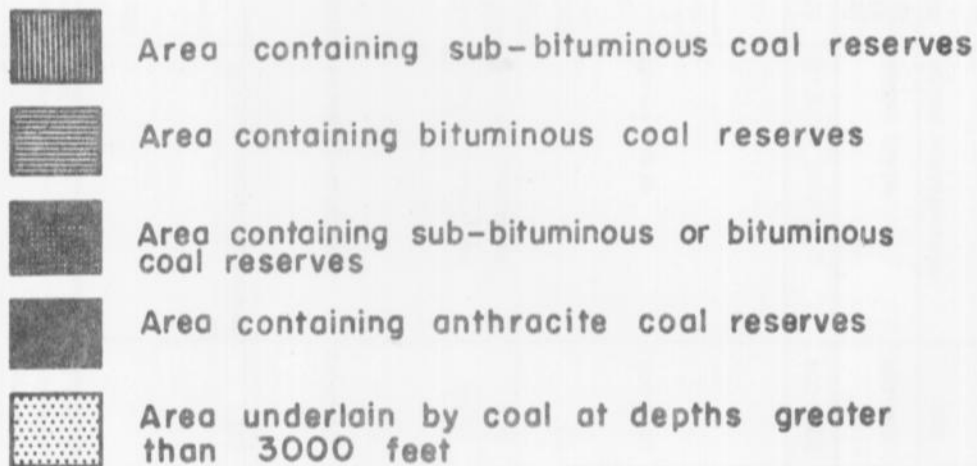 Area containing sub-bituminous coal reserves
Area containing bituminous coal reserves
Area containing sub-bituminous or bituminous
coal reserves
Area containing anthracite coal reserves
Area underlain by coal at depths greater
than 3000 feet